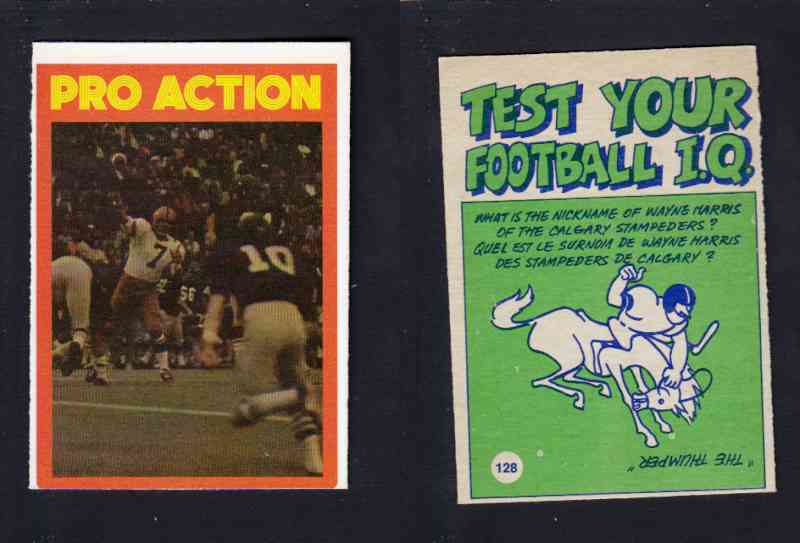 PRO ACTION
7
10
56
TEST YOUR
FOOTBALL I.Q.
WHAT IS THE NICKNAME OF WAYNE HARRIS
OF THE CALGARY STAMPEDERS?
QUEL EST LE SURNOM DE WAYNE HARRIS
DES STAMPEDERS DE CALGARY?
128
"THE THUMPER"